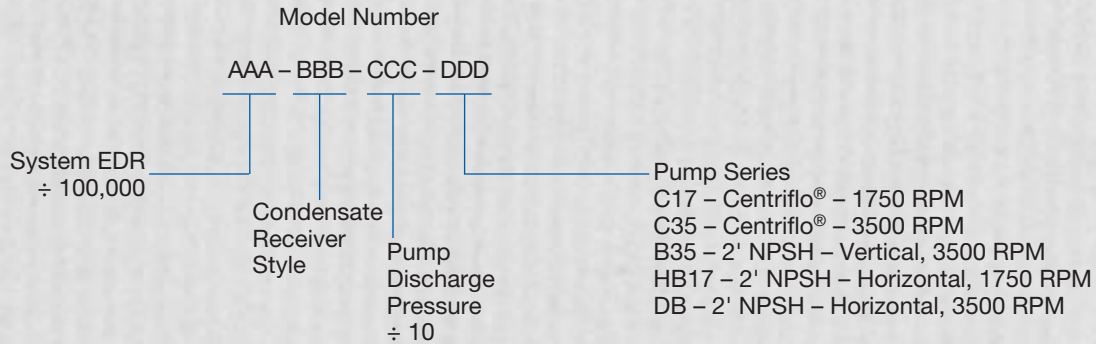 Model Number
AAA – BBB – CCC – DDD
System EDR
÷ 100,000
Condensate
Receiver
Style
Pump
Discharge
Pressure
÷ 10
Pump Series
C17 – Centriflo® – 1750 RPM
C35 – Centriflo® – 3500 RPM
B35 – 2' NPSH – Vertical, 3500 RPM
HB17 – 2' NPSH – Horizontal, 1750 RPM
DB – 2' NPSH – Horizontal, 3500 RPM